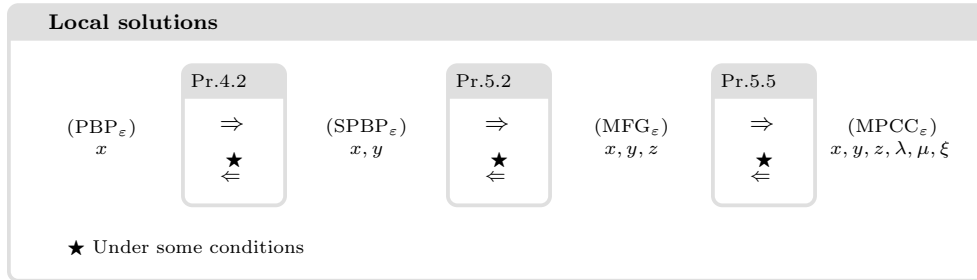 Local solutions
Pr.4.2 Pr.5.2 Pr.5.5
(PBP_ε) ⇒ (SPBP_ε) ⇒ (MFG_ε) ⇒ (MPCC_ε)
x x, y x, y, z x, y, z, λ, μ, ξ
★ ★ ★
⇐ ⇐ ⇐
★ Under some conditions